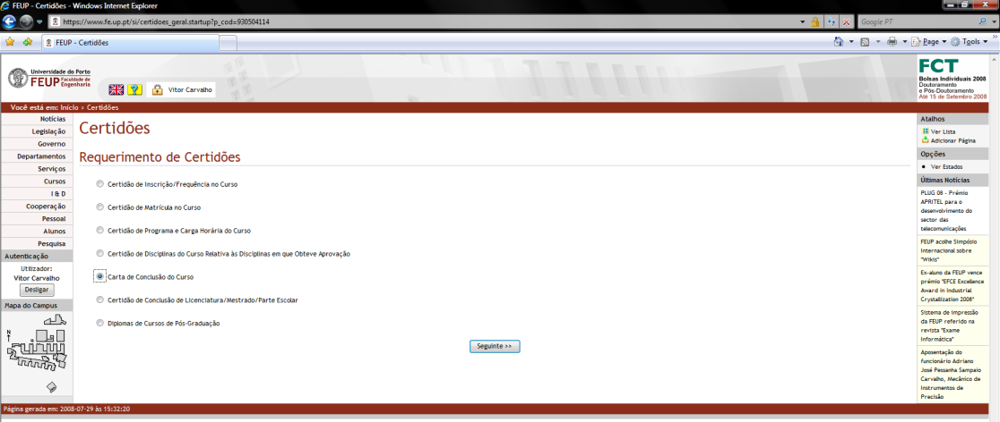 FEUP - Certidões - Windows Internet Explorer
https://www.fe.up.pt/si/certidoes_geral.startup?p_code=930504114
Google PT
FEUP - Certidões
Page
Tools
Universidade do Porto
FEUP Faculdade de Engenharia
Vitor Carvalho
FCT
Bolsas Individuais 2008
Doutoramento
e Pós-Doutoramento
Até 15 de Setembro 2008
Você está em: Início > Certidões
Notícias
Legislação
Governo
Departamentos
Serviços
Cursos
I & D
Cooperação
Pessoal
Alunos
Pesquisa
Autenticação
Utilizador:
Vitor Carvalho
Desligar
Mapa do Campus
N
Certidões
Requerimento de Certidões
Certidão de Inscrição/Frequência no Curso
Certidão de Matrícula no Curso
Certidão de Programa e Carga Horária do Curso
Certidão de Disciplinas do Curso Relativa às Disciplinas em que Obteve Aprovação
Carta de Conclusão do Curso
Certidão de Conclusão de Licenciatura/Mestrado/Parte Escolar
Diplomas de Cursos de Pós-Graduação
Seguinte >>
Atalhos
Ver Lista
Adicionar Página
Opções
Ver Estados
Últimas Notícias
PLUG 08 - Prémio
APRITEL para o
desenvolvimento do
sector das
telecomunicações
FEUP acolhe Simpósio
Internacional sobre
"Wikis"
Ex-aluno da FEUP vence
prémio "EFCE Excellence
Award in Industrial
Crystallization 2008"
Sistema de impressão
da FEUP referido na
revista "Exame
Informática"
Aposentação do
funcionário Adriano
José Pessanha Sampaio
Carvalho, Mecânico de
Instrumentos de
Precisão
Página gerada em: 2008-07-29 às 15:32:20